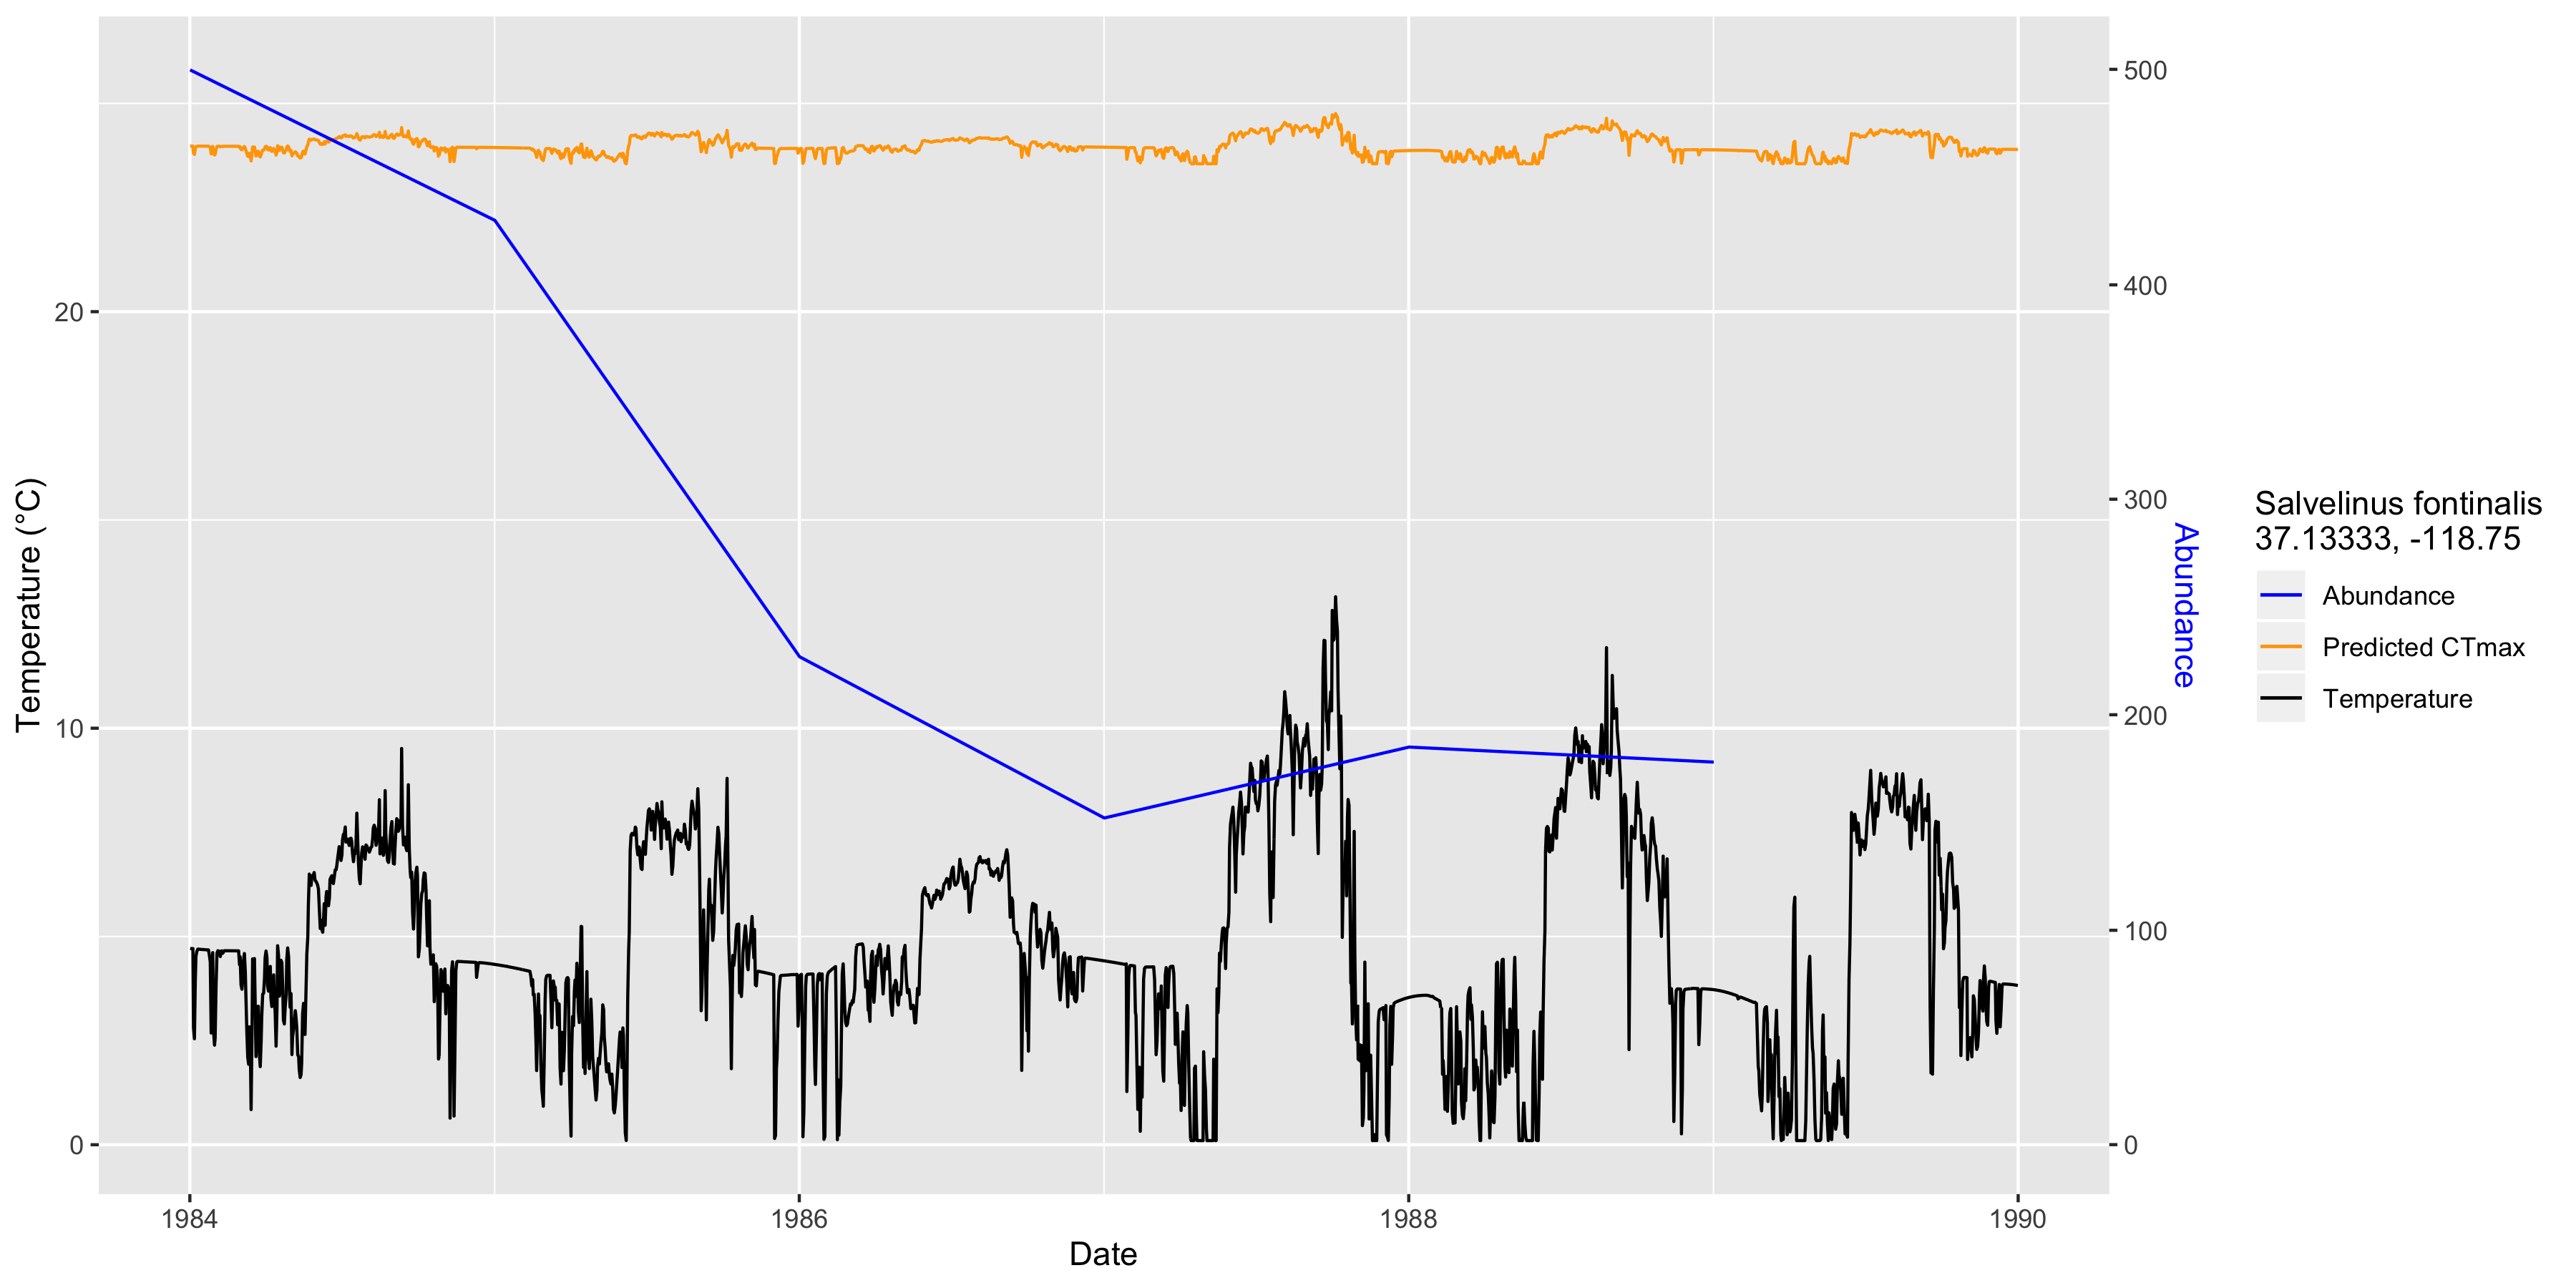 Temperature (°C)
20
10
0
1984
1986
1988
1990
Date
500
400
300
200
100
0
Abundance
Salvelinus fontinalis
37.13333, -118.75
Abundance
Predicted CTmax
Temperature